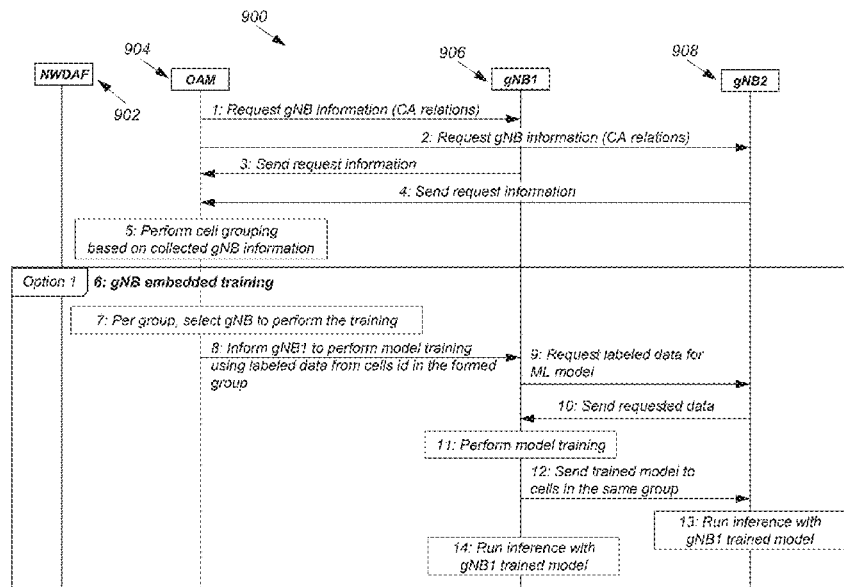 900
904
906
908
NWDAF
OAM
gNB1
gNB2
902
1: Request gNB information (CA relations)
2: Request gNB information (CA relations)
3: Send request information
4: Send request information
5: Perform cell grouping
based on collected gNB information
Option 1
6: gNB embedded training
7: Per group, select gNB to perform the training
8: Inform gNB1 to perform model training
using labeled data from cells id in the formed
group
9: Request labeled data for
ML model
10: Send requested data
11: Perform model training
12: Send trained model to
cells in the same group
13: Run inference with
gNB1 trained model
14: Run inference with
gNB1 trained model